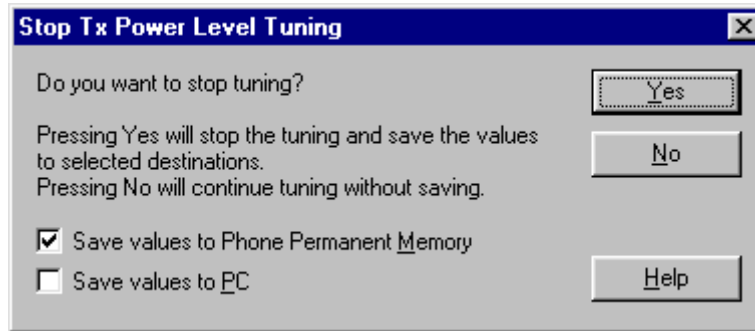 Stop Tx Power Level Tuning
Do you want to stop tuning?
Yes
Pressing Yes will stop the tuning and save the values
to selected destinations.
Pressing No will continue tuning without saving.
No
Save values to Phone Permanent Memory
Save values to PC
Help